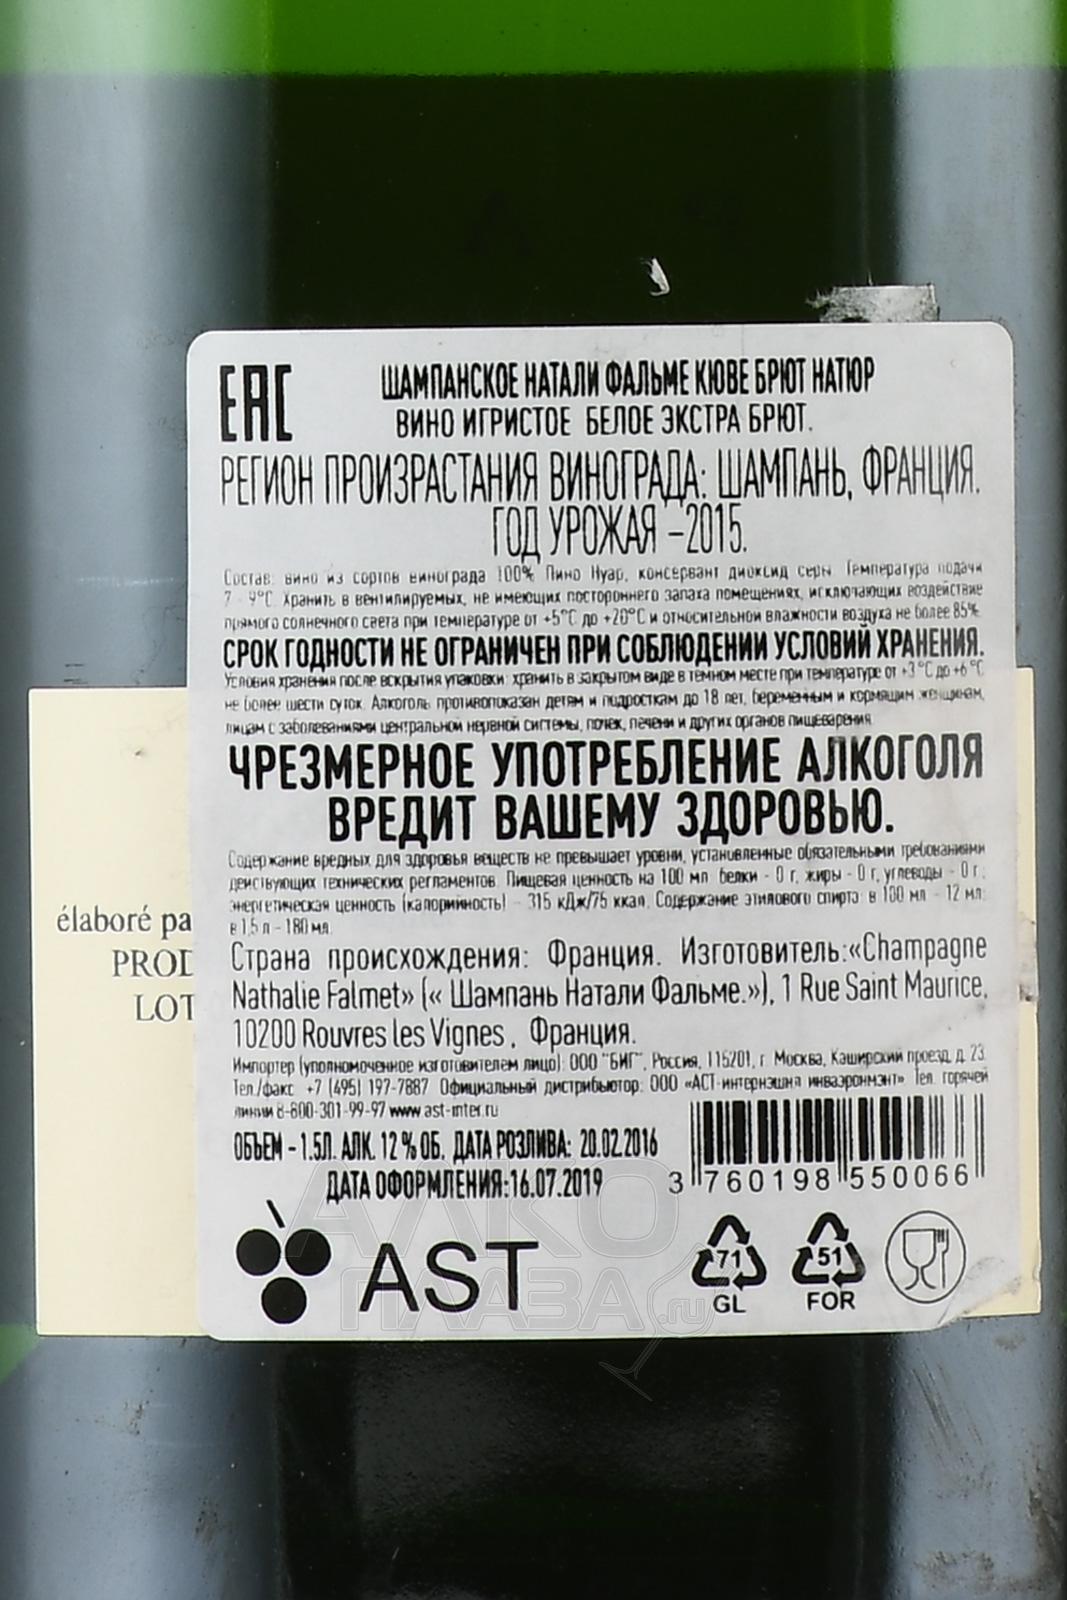 EAC
ШАМПАНСКОЕ НАТАЛИ ФАЛЬМЕ КЮВЕ БРЮТ НАТЮР
ВИНО ИГРИСТОЕ БЕЛОЕ ЭКСТРА БРЮТ.
РЕГИОН ПРОИЗРАСТАНИЯ ВИНОГРАДА: ШАМПАНЬ, ФРАНЦИЯ.
ГОД УРОЖАЯ –2015.
Состав: вино из сортов винограда 100% Пино Нуар, консервант диоксид серы. Температура подачи
7 - 9°С. Хранить в вентилируемых, не имеющих постороннего запаха помещениях, исключающих воздействие
прямого солнечного света при температуре от +5°С до +20°С и относительной влажности воздуха не более 85%.
СРОК ГОДНОСТИ НЕ ОГРАНИЧЕН ПРИ СОБЛЮДЕНИИ УСЛОВИЙ ХРАНЕНИЯ.
Условия хранения после вскрытия упаковки: хранить в закрытом виде в темном месте при температуре от +3°С до +6°С
не более шести суток. Алкоголь противопоказан детям и подросткам до 18 лет, беременным и кормящим женщинам,
лицам с заболеваниями центральной нервной системы, почек, печени и других органов пищеварения.
ЧРЕЗМЕРНОЕ УПОТРЕБЛЕНИЕ АЛКОГОЛЯ
ВРЕДИТ ВАШЕМУ ЗДОРОВЬЮ.
Содержание вредных для здоровья веществ не превышает уровни, установленные обязательными требованиями
действующих технических регламентов. Пищевая ценность на 100 мл: белки - 0 г, жиры - 0 г, углеводы - 0 г;
энергетическая ценность (калорийность) - 315 кДж/75 ккал. Содержание этилового спирта: в 100 мл - 12 мл;
в 1,5 л - 180 мл.
Страна происхождения: Франция. Изготовитель:«Champagne
Nathalie Falmet» (« Шампань Натали Фальме.»), 1 Rue Saint Maurice,
10200 Rouvres les Vignes , Франция.
Импортер (уполномоченное изготовителем лицо): ООО "БИГ", Россия, 115201, г. Москва, Каширский проезд, д. 23.
Тел./факс: +7 (495) 197-7887 Официальный дистрибьютор: ООО «АСТ-интернэшнл инваэронмэнт» Тел. горячей
линии 8-800-301-99-97 www.ast-inter.ru
ОБЪЕМ – 1.5Л. АЛК. 12 % ОБ. ДАТА РОЗЛИВА: 20.02.2016
ДАТА ОФОРМЛЕНИЯ:16.07.2019
3 760198 550066
AST
71
GL
51
FOR
élaboré pa
PROD
LOT
АЛКО
ПЛАЗА.ru